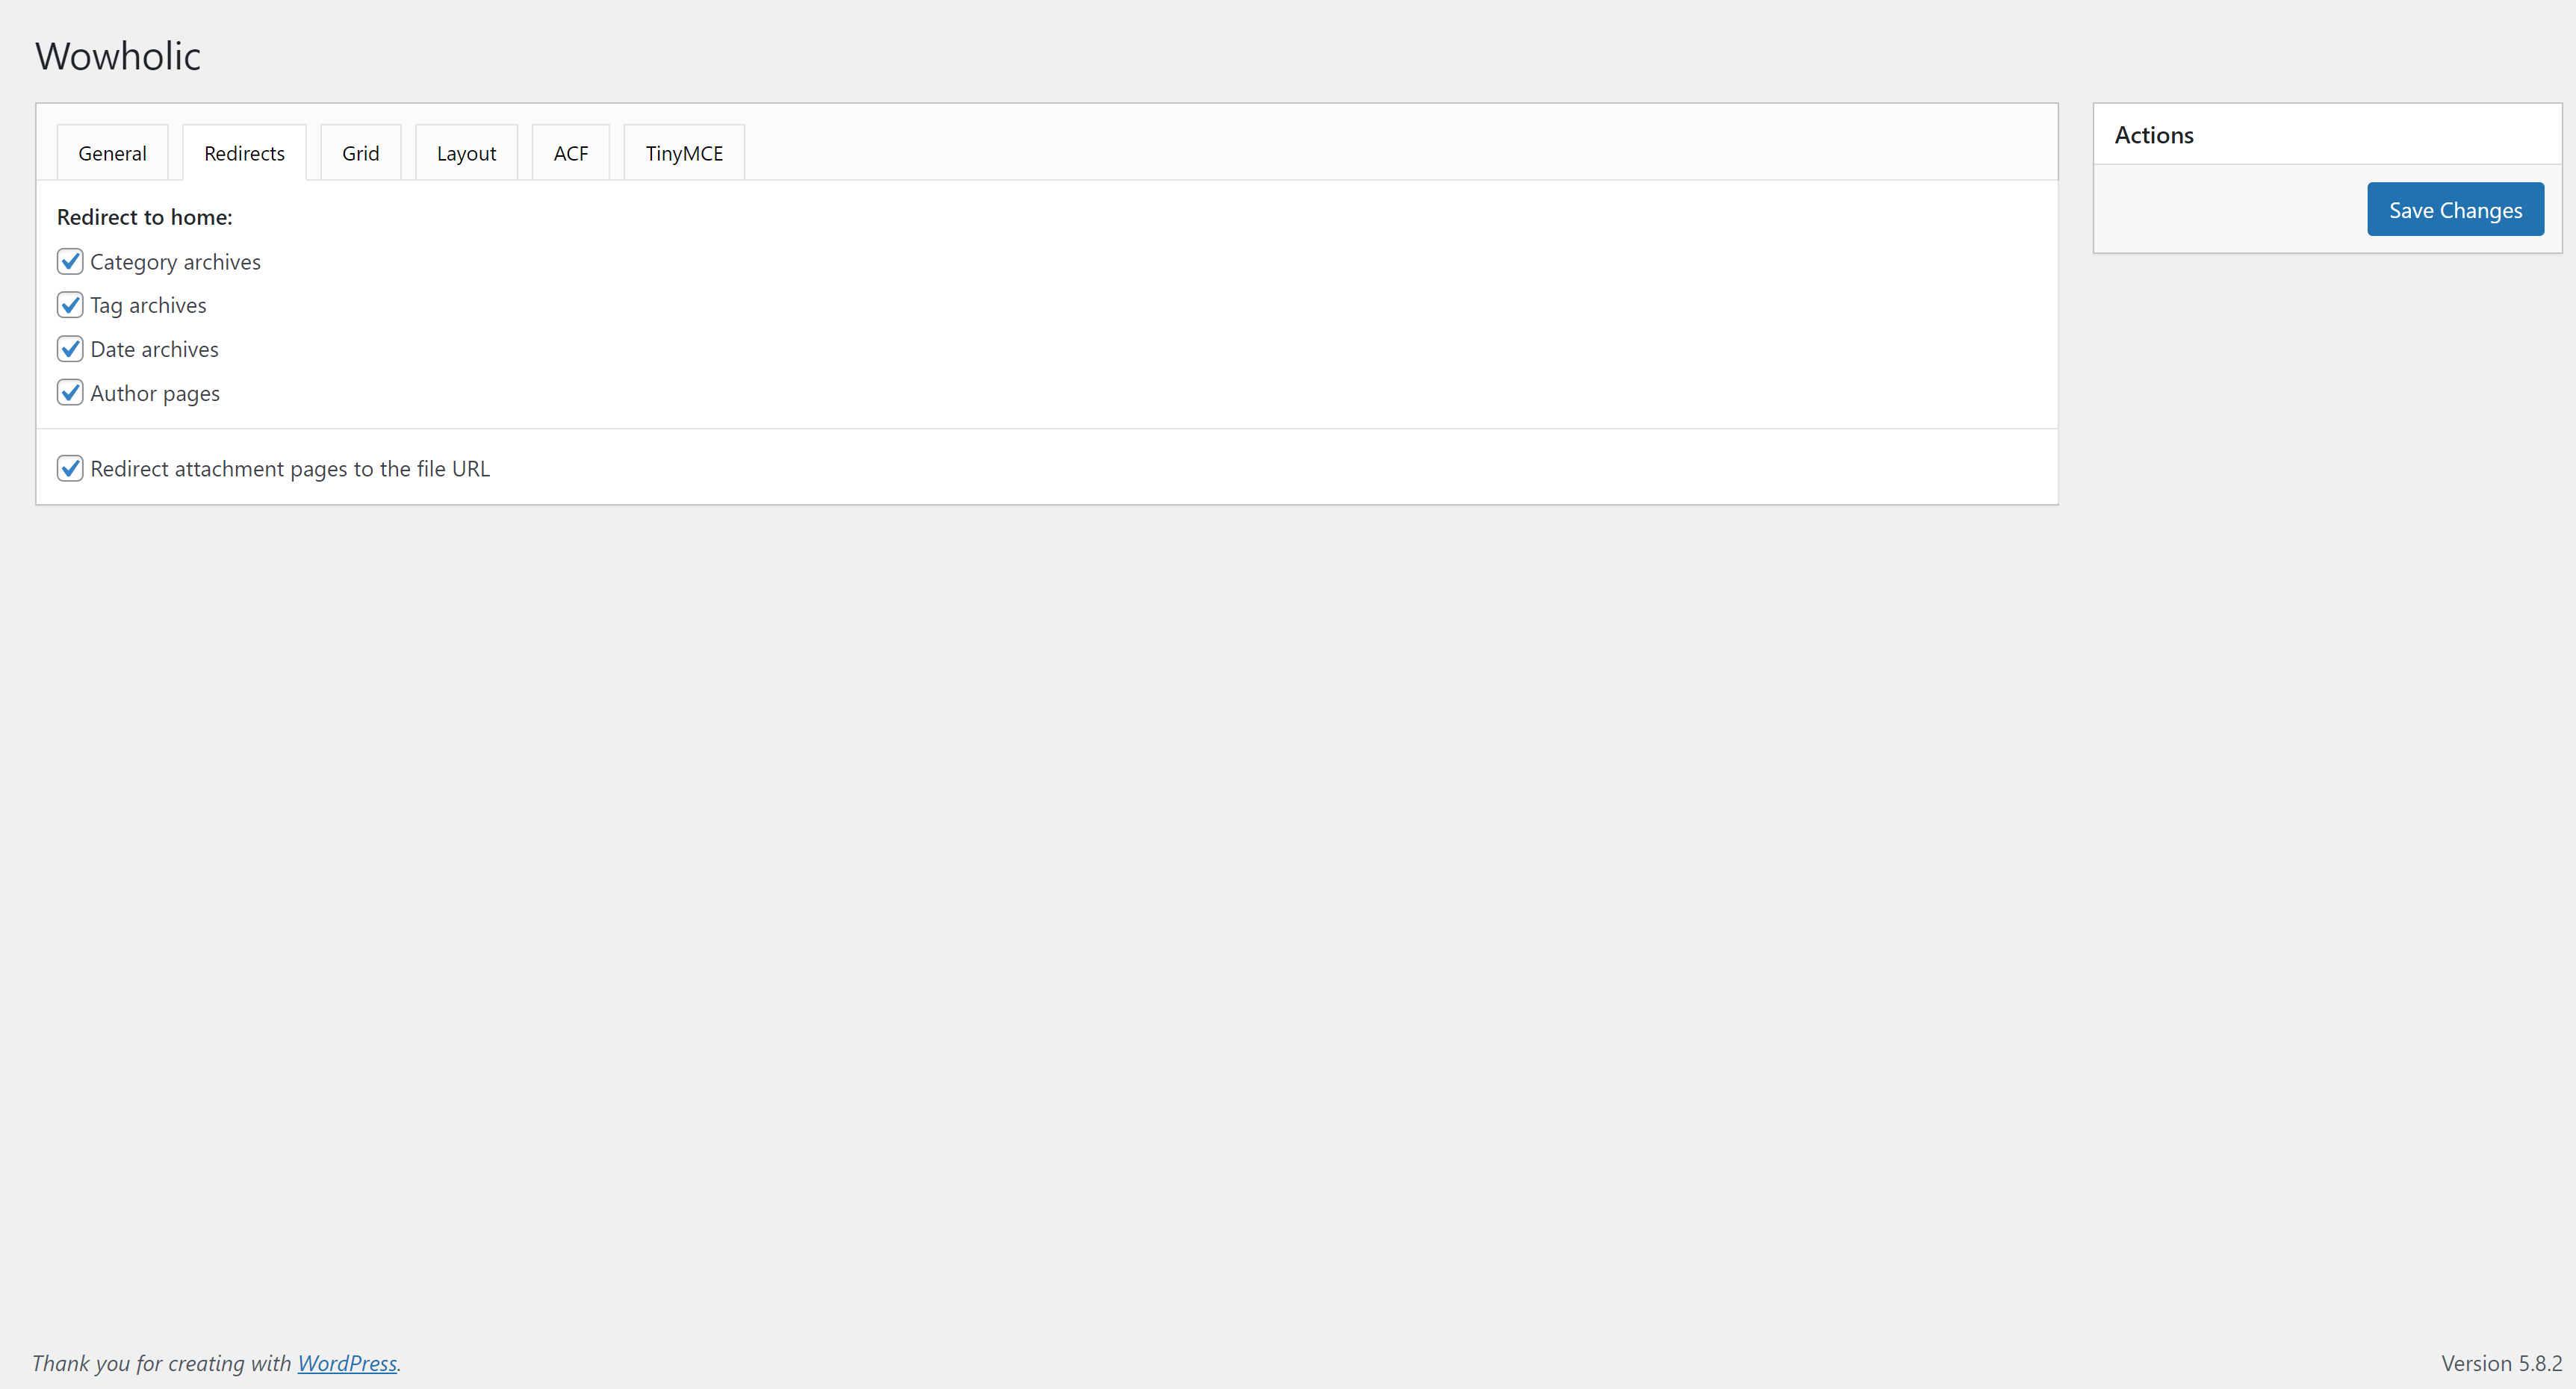 Wowholic
General Redirects Grid Layout ACF TinyMCE
Redirect to home:
Category archives
Tag archives
Date archives
Author pages
Redirect attachment pages to the file URL
Actions
Save Changes
Thank you for creating with WordPress.
Version 5.8.2